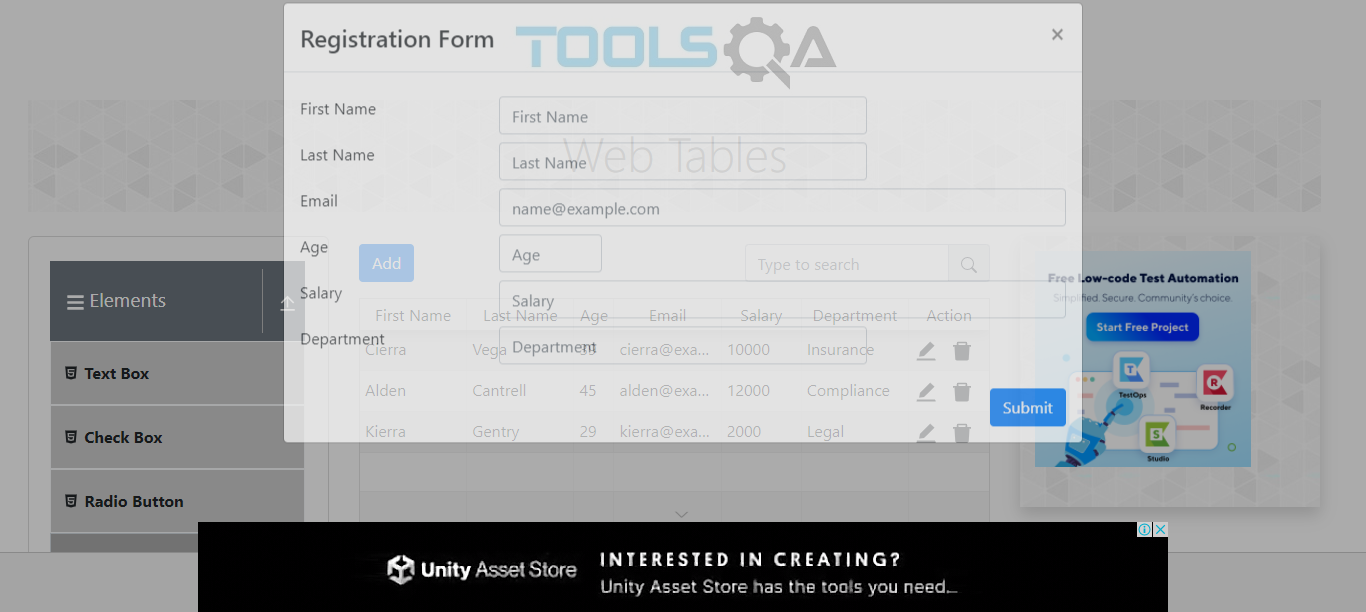 Registration Form
TOOLSQA
First Name
First Name
Web Tables
Last Name
Last Name
Email
name@example.com
Age
Age
Salary
Salary
Department
Department
Submit
Elements
Text Box
Check Box
Radio Button
Add
Type to search
First Name Last Name Age Email Salary Department Action
Cierra Vega 39 cierra@exa... 10000 Insurance
Alden Cantrell 45 alden@exa... 12000 Compliance
Kierra Gentry 29 kierra@exa... 2000 Legal
Free Low-code Test Automation
Simplified. Secure. Community's choice.
Start Free Project
TestOps
Recorder
Studio
Unity Asset Store
INTERESTED IN CREATING?
Unity Asset Store has the tools you need...